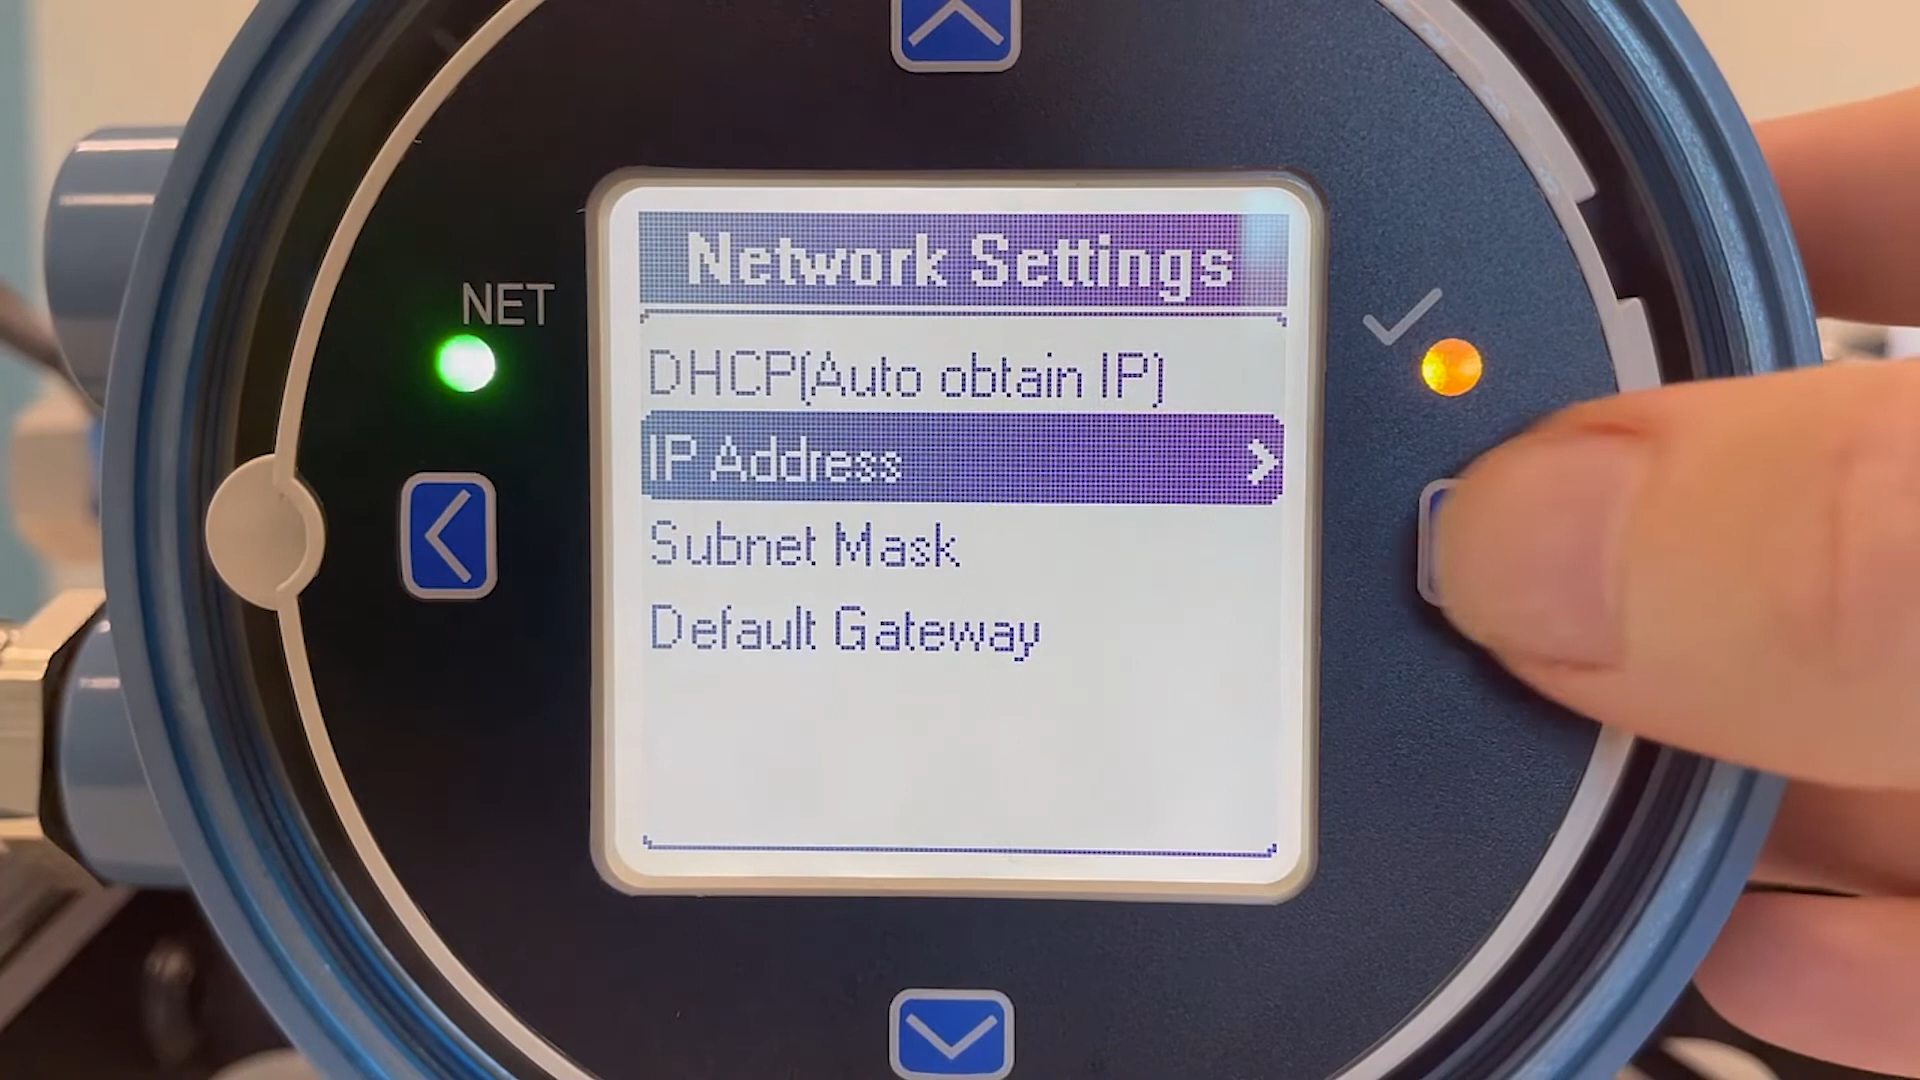 Network Settings
NET
DHCP(Auto obtain IP)
IP Address
Subnet Mask
Default Gateway